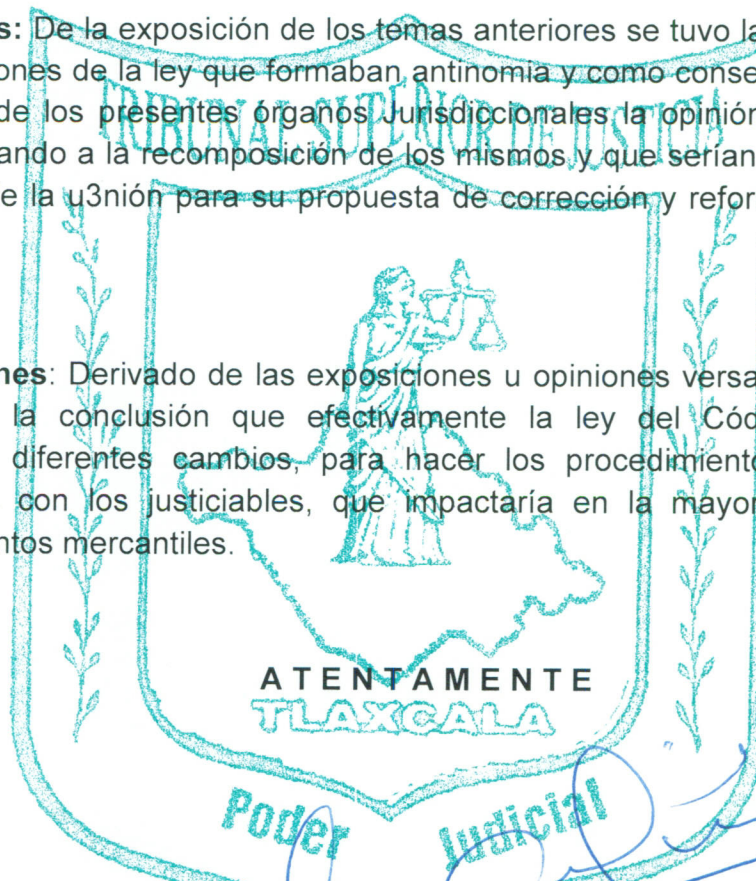 s: De la exposición de los temas anteriores se tuvo la
ones de la ley que formaban antinomia y como conse
de los presentes órganos Jurisdiccionales la opinión
TRIBUNAL SUPERIOR DE JUSTICIA
ando a la recomposición de los mismos y que serían
e la u3nión para su propuesta de corrección y refor
nes: Derivado de las exposiciones u opiniones versa
la conclusión que efectivamente la ley del Cód
diferentes cambios, para hacer los procedimiento
con los justiciables, que impactaría en la mayor
ntos mercantiles.
ATENTAMENTE
TLAXCALA
Poder Judicial